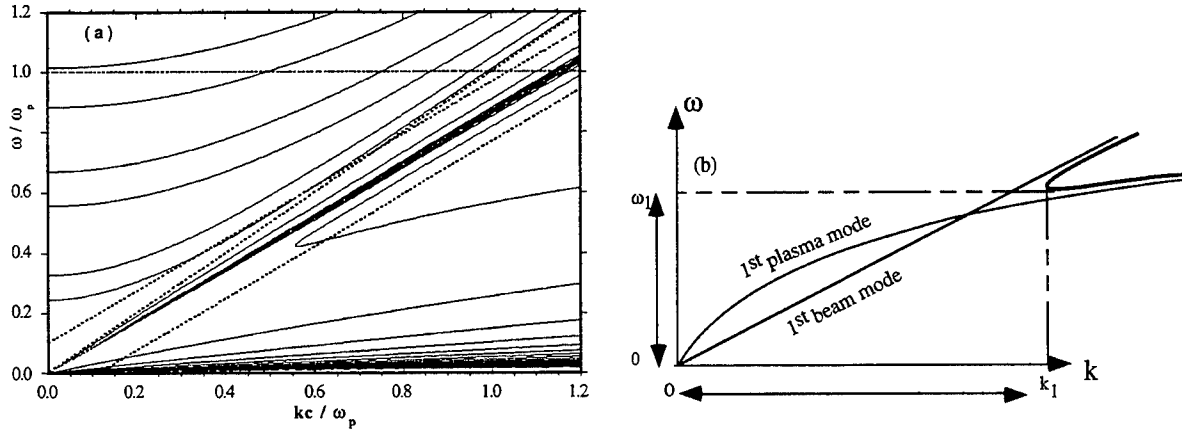 (a)
1.2
1.0
0.8
0.6
0.4
0.2
0.0
ω / ωp
0.0 0.2 0.4 0.6 0.8 1.0 1.2
kc / ωp
ω
(b)
ω1
1st plasma mode
1st beam mode
0
0
k1
k